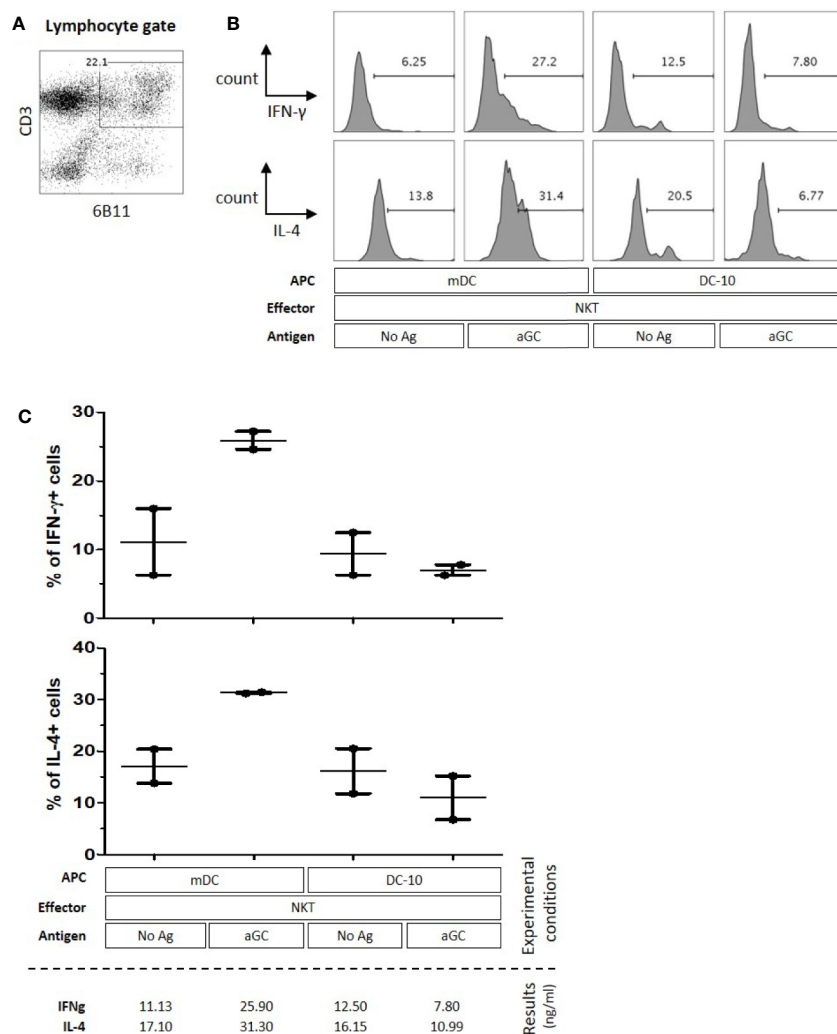 A
Lymphocyte gate
22.1
CD3
6B11
B
count
IFN-γ
6.25
27.2
12.5
7.80
count
IL-4
13.8
31.4
20.5
6.77
APC mDC DC-10
Effector NKT
Antigen No Ag aGC No Ag aGC
C
% of IFN-γ+ cells
30
20
10
0
% of IL-4+ cells
40
30
20
10
0
APC mDC DC-10
Effector NKT
Antigen No Ag aGC No Ag aGC
Experimental
conditions
IFNg 11.13 25.90 12.50 7.80
IL-4 17.10 31.30 16.15 10.99
Results
(ng/ml)